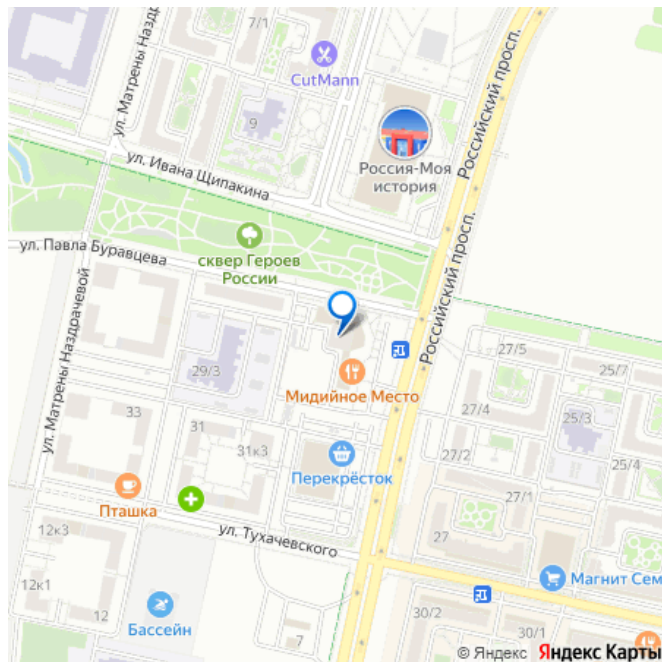 7/1
CutMann
ул. Матрены Наздрачевой
9
Россия-Моя
история
Российский просп.
ул. Ивана Щипакина
ул. Павла Буравцева
сквер Героев
России
Российский просп.
ул. Матрены Наздрачевой
29/3
27/5
25/7
Мидийное Место
33
31
27/4
25/3
31к3
27/2
25/4
Перекрёсток
Пташка
27/1
12к3
ул. Тухачевского
27
Магнит Сем
12к1
12
Бассейн
7
30/2
30/1
© Яндекс Яндекс Карты